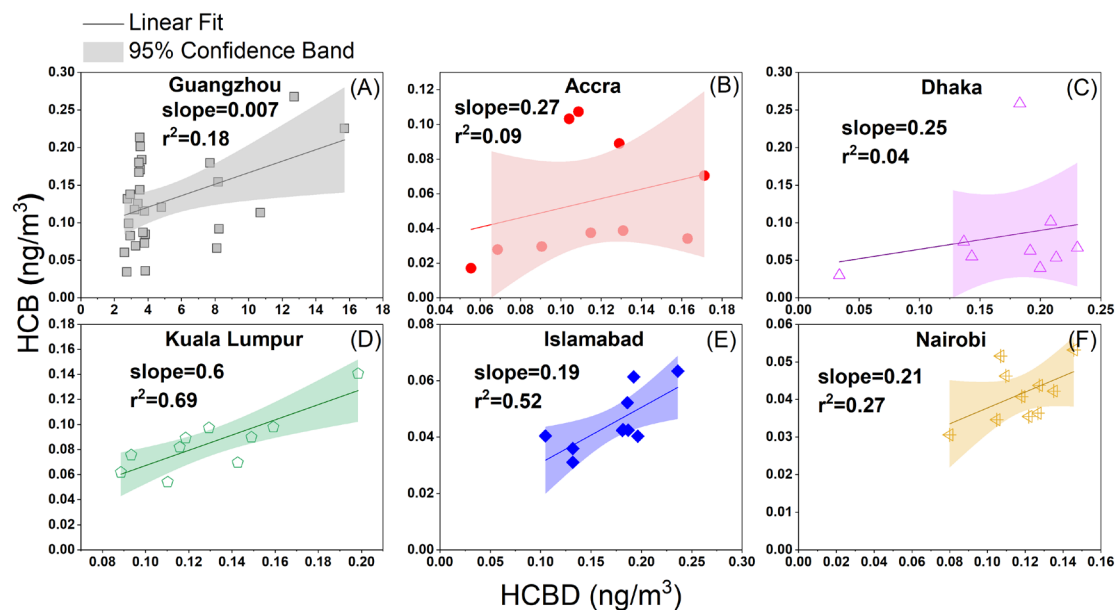 Linear Fit
95% Confidence Band
HCB (ng/m³)
Guangzhou (A)
slope=0.007
r²=0.18
0.30
0.25
0.20
0.15
0.10
0.05
0.00
0 2 4 6 8 10 12 14 16 18
Accra (B)
slope=0.27
r²=0.09
0.12
0.10
0.08
0.06
0.04
0.02
0.00
0.04 0.06 0.08 0.10 0.12 0.14 0.16 0.18
Dhaka (C)
slope=0.25
r²=0.04
0.30
0.25
0.20
0.15
0.10
0.05
0.00
0.00 0.05 0.10 0.15 0.20 0.25
Kuala Lumpur (D)
slope=0.6
r²=0.69
0.18
0.16
0.14
0.12
0.10
0.08
0.06
0.04
0.02
0.00
0.08 0.10 0.12 0.14 0.16 0.18 0.20
Islamabad (E)
slope=0.19
r²=0.52
0.08
0.06
0.04
0.02
0.00
0.00 0.05 0.10 0.15 0.20 0.25 0.30
Nairobi (F)
slope=0.21
r²=0.27
0.06
0.05
0.04
0.03
0.02
0.01
0.00
0.00 0.02 0.04 0.06 0.08 0.10 0.12 0.14 0.16
HCBD (ng/m³)